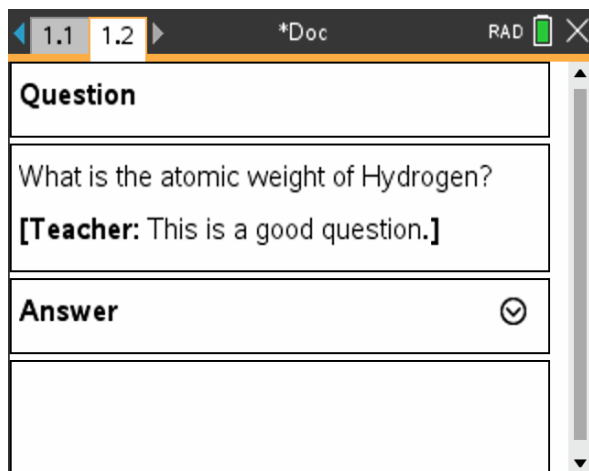 1.1 1.2 *Doc RAD
Question
What is the atomic weight of Hydrogen?
[Teacher: This is a good question.]
Answer